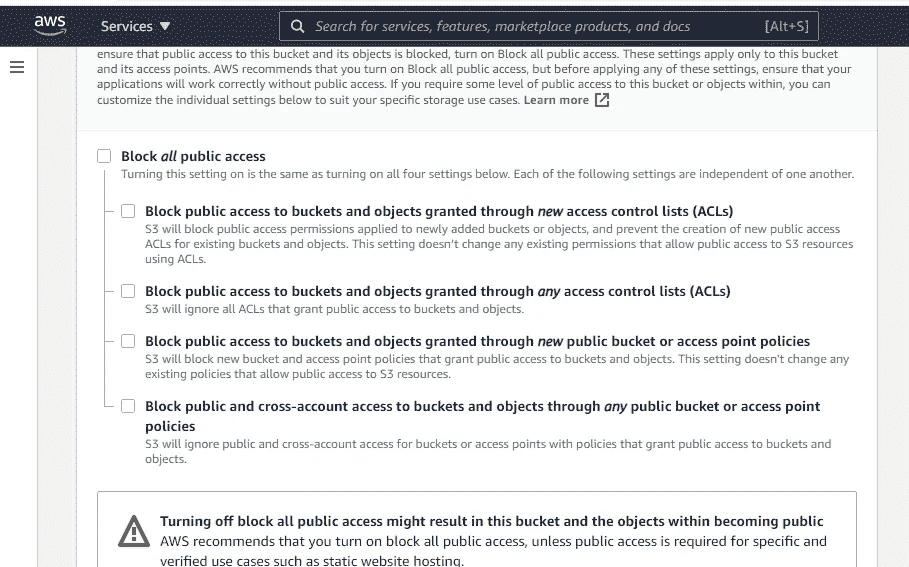 aws Services Search for services, features, marketplace products, and docs [Alt+S]
ensure that public access to this bucket and its objects is blocked, turn on Block all public access. These settings apply only to this bucket
and its access points. AWS recommends that you turn on Block all public access, but before applying any of these settings, ensure that your
applications will work correctly without public access. If you require some level of public access to this bucket or objects within, you can
customize the individual settings below to suit your specific storage use cases. Learn more
Block all public access
Turning this setting on is the same as turning on all four settings below. Each of the following settings are independent of one another.
Block public access to buckets and objects granted through new access control lists (ACLs)
S3 will block public access permissions applied to newly added buckets or objects, and prevent the creation of new public access
ACLs for existing buckets and objects. This setting doesn't change any existing permissions that allow public access to S3 resources
using ACLs.
Block public access to buckets and objects granted through any access control lists (ACLs)
S3 will ignore all ACLs that grant public access to buckets and objects.
Block public access to buckets and objects granted through new public bucket or access point policies
S3 will block new bucket and access point policies that grant public access to buckets and objects. This setting doesn't change any
existing policies that allow public access to S3 resources.
Block public and cross-account access to buckets and objects through any public bucket or access point
policies
S3 will ignore public and cross-account access for buckets or access points with policies that grant public access to buckets and
objects.
Turning off block all public access might result in this bucket and the objects within becoming public
AWS recommends that you turn on block all public access, unless public access is required for specific and
verified use cases such as static website hosting.